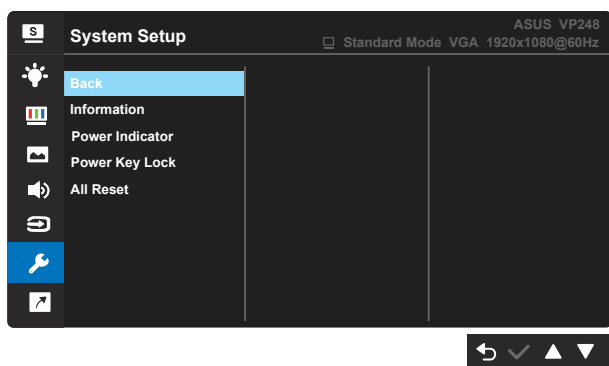 S
System Setup
ASUS VP248
Standard Mode VGA 1920x1080@60Hz
Back
Information
Power Indicator
Power Key Lock
All Reset